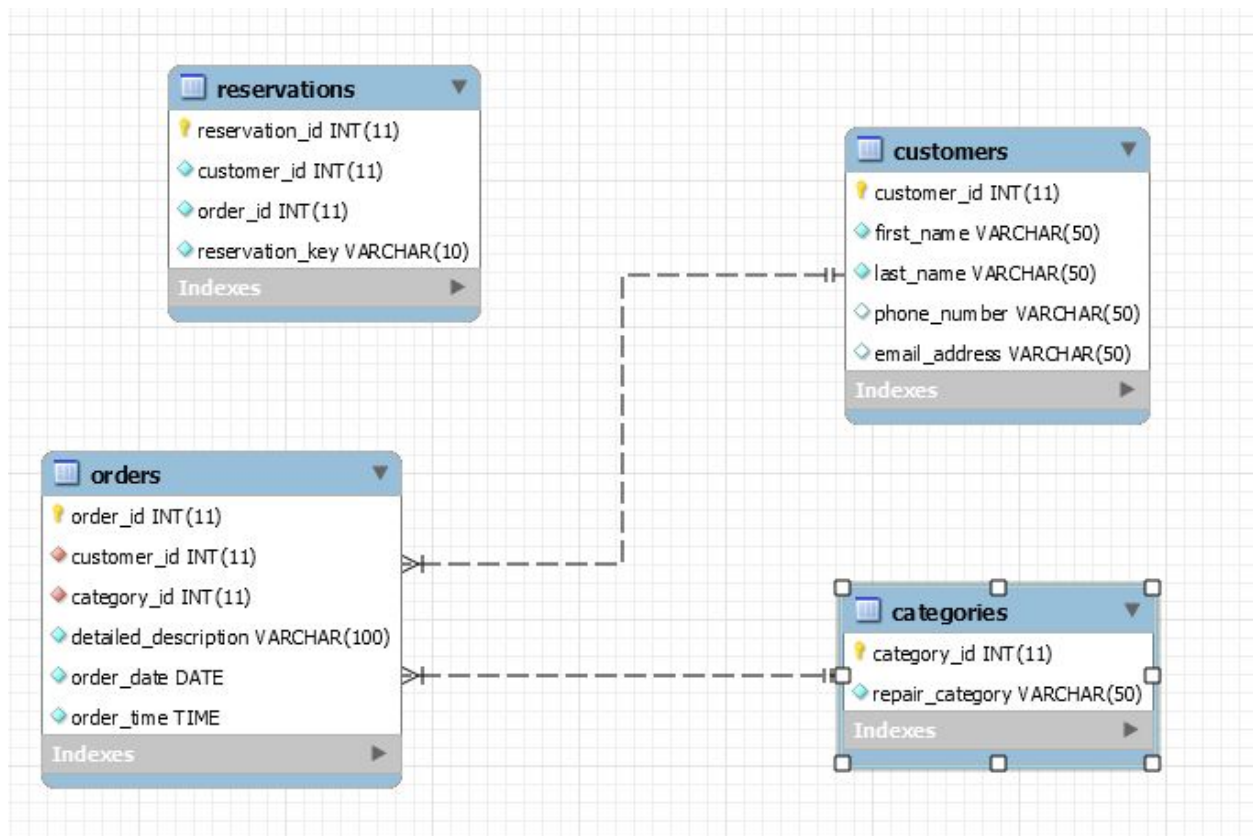 reservations
reservation_id INT(11)
customer_id INT(11)
order_id INT(11)
reservation_key VARCHAR(10)
Indexes
customers
customer_id INT(11)
first_name VARCHAR(50)
last_name VARCHAR(50)
phone_number VARCHAR(50)
email_address VARCHAR(50)
Indexes
orders
order_id INT(11)
customer_id INT(11)
category_id INT(11)
detailed_description VARCHAR(100)
order_date DATE
order_time TIME
Indexes
categories
category_id INT(11)
repair_category VARCHAR(50)
Indexes